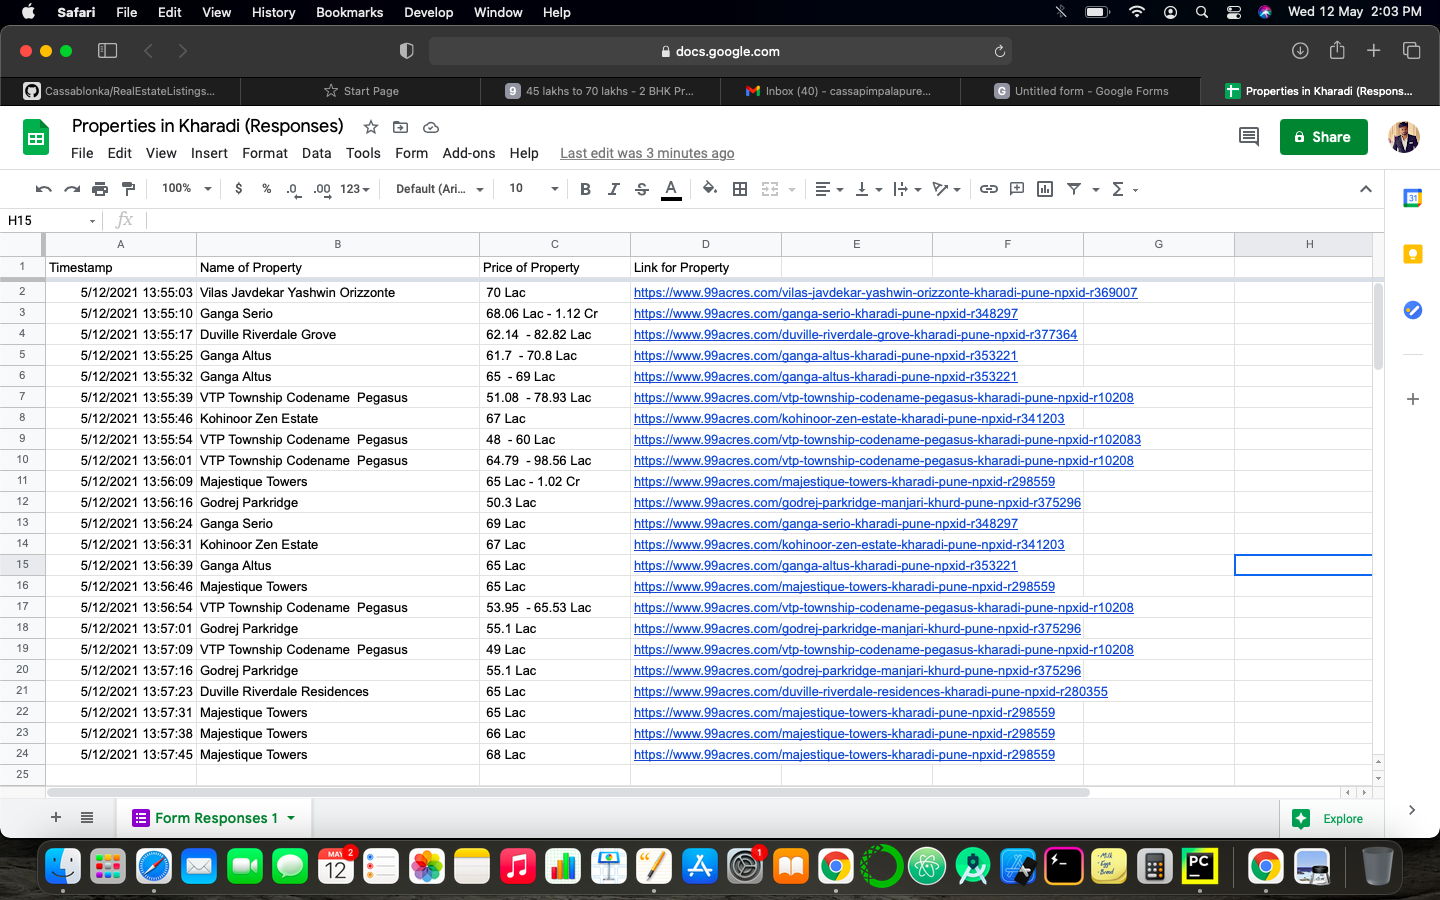 Safari File Edit View History Bookmarks Develop Window Help Wed 12 May 2:03 PM
docs.google.com
Cassablonka/RealEstateListings... Start Page 9 45 lakhs to 70 lakhs - 2 BHK Pr... Inbox (40) - cassapimpalapure... G Untitled form - Google Forms Properties in Kharadi (Respons...
Properties in Kharadi (Responses)
Share
File Edit View Insert Format Data Tools Form Add-ons Help Last edit was 3 minutes ago
100% $ % .0 .00 123 Default (Ari... 10 B I S A Σ
31
H15 fx
A B C D E F G H
1 Timestamp Name of Property Price of Property Link for Property
2 5/12/2021 13:55:03 Vilas Javdekar Yashwin Orizzonte 70 Lac https://www.99acres.com/vilas-javdekar-yashwin-orizzonte-kharadi-pune-npxid-r369007
3 5/12/2021 13:55:10 Ganga Serio 68.06 Lac - 1.12 Cr https://www.99acres.com/ganga-serio-kharadi-pune-npxid-r348297
4 5/12/2021 13:55:17 Duville Riverdale Grove 62.14 - 82.82 Lac https://www.99acres.com/duville-riverdale-grove-kharadi-pune-npxid-r377364
5 5/12/2021 13:55:25 Ganga Altus 61.7 - 70.8 Lac https://www.99acres.com/ganga-altus-kharadi-pune-npxid-r353221
6 5/12/2021 13:55:32 Ganga Altus 65 - 69 Lac https://www.99acres.com/ganga-altus-kharadi-pune-npxid-r353221
7 5/12/2021 13:55:39 VTP Township Codename Pegasus 51.08 - 78.93 Lac https://www.99acres.com/vtp-township-codename-pegasus-kharadi-pune-npxid-r10208
8 5/12/2021 13:55:46 Kohinoor Zen Estate 67 Lac https://www.99acres.com/kohinoor-zen-estate-kharadi-pune-npxid-r341203
9 5/12/2021 13:55:54 VTP Township Codename Pegasus 48 - 60 Lac https://www.99acres.com/vtp-township-codename-pegasus-kharadi-pune-npxid-r102083
10 5/12/2021 13:56:01 VTP Township Codename Pegasus 64.79 - 98.56 Lac https://www.99acres.com/vtp-township-codename-pegasus-kharadi-pune-npxid-r10208
11 5/12/2021 13:56:09 Majestique Towers 65 Lac - 1.02 Cr https://www.99acres.com/majestique-towers-kharadi-pune-npxid-r298559
12 5/12/2021 13:56:16 Godrej Parkridge 50.3 Lac https://www.99acres.com/godrej-parkridge-manjari-khurd-pune-npxid-r375296
13 5/12/2021 13:56:24 Ganga Serio 69 Lac https://www.99acres.com/ganga-serio-kharadi-pune-npxid-r348297
14 5/12/2021 13:56:31 Kohinoor Zen Estate 67 Lac https://www.99acres.com/kohinoor-zen-estate-kharadi-pune-npxid-r341203
15 5/12/2021 13:56:39 Ganga Altus 65 Lac https://www.99acres.com/ganga-altus-kharadi-pune-npxid-r353221
16 5/12/2021 13:56:46 Majestique Towers 65 Lac https://www.99acres.com/majestique-towers-kharadi-pune-npxid-r298559
17 5/12/2021 13:56:54 VTP Township Codename Pegasus 53.95 - 65.53 Lac https://www.99acres.com/vtp-township-codename-pegasus-kharadi-pune-npxid-r10208
18 5/12/2021 13:57:01 Godrej Parkridge 55.1 Lac https://www.99acres.com/godrej-parkridge-manjari-khurd-pune-npxid-r375296
19 5/12/2021 13:57:09 VTP Township Codename Pegasus 49 Lac https://www.99acres.com/vtp-township-codename-pegasus-kharadi-pune-npxid-r10208
20 5/12/2021 13:57:16 Godrej Parkridge 55.1 Lac https://www.99acres.com/godrej-parkridge-manjari-khurd-pune-npxid-r375296
21 5/12/2021 13:57:23 Duville Riverdale Residences 65 Lac https://www.99acres.com/duville-riverdale-residences-kharadi-pune-npxid-r280355
22 5/12/2021 13:57:31 Majestique Towers 65 Lac https://www.99acres.com/majestique-towers-kharadi-pune-npxid-r298559
23 5/12/2021 13:57:38 Majestique Towers 66 Lac https://www.99acres.com/majestique-towers-kharadi-pune-npxid-r298559
24 5/12/2021 13:57:45 Majestique Towers 68 Lac https://www.99acres.com/majestique-towers-kharadi-pune-npxid-r298559
25
Form Responses 1 Explore
MAY 2 1
12 PC